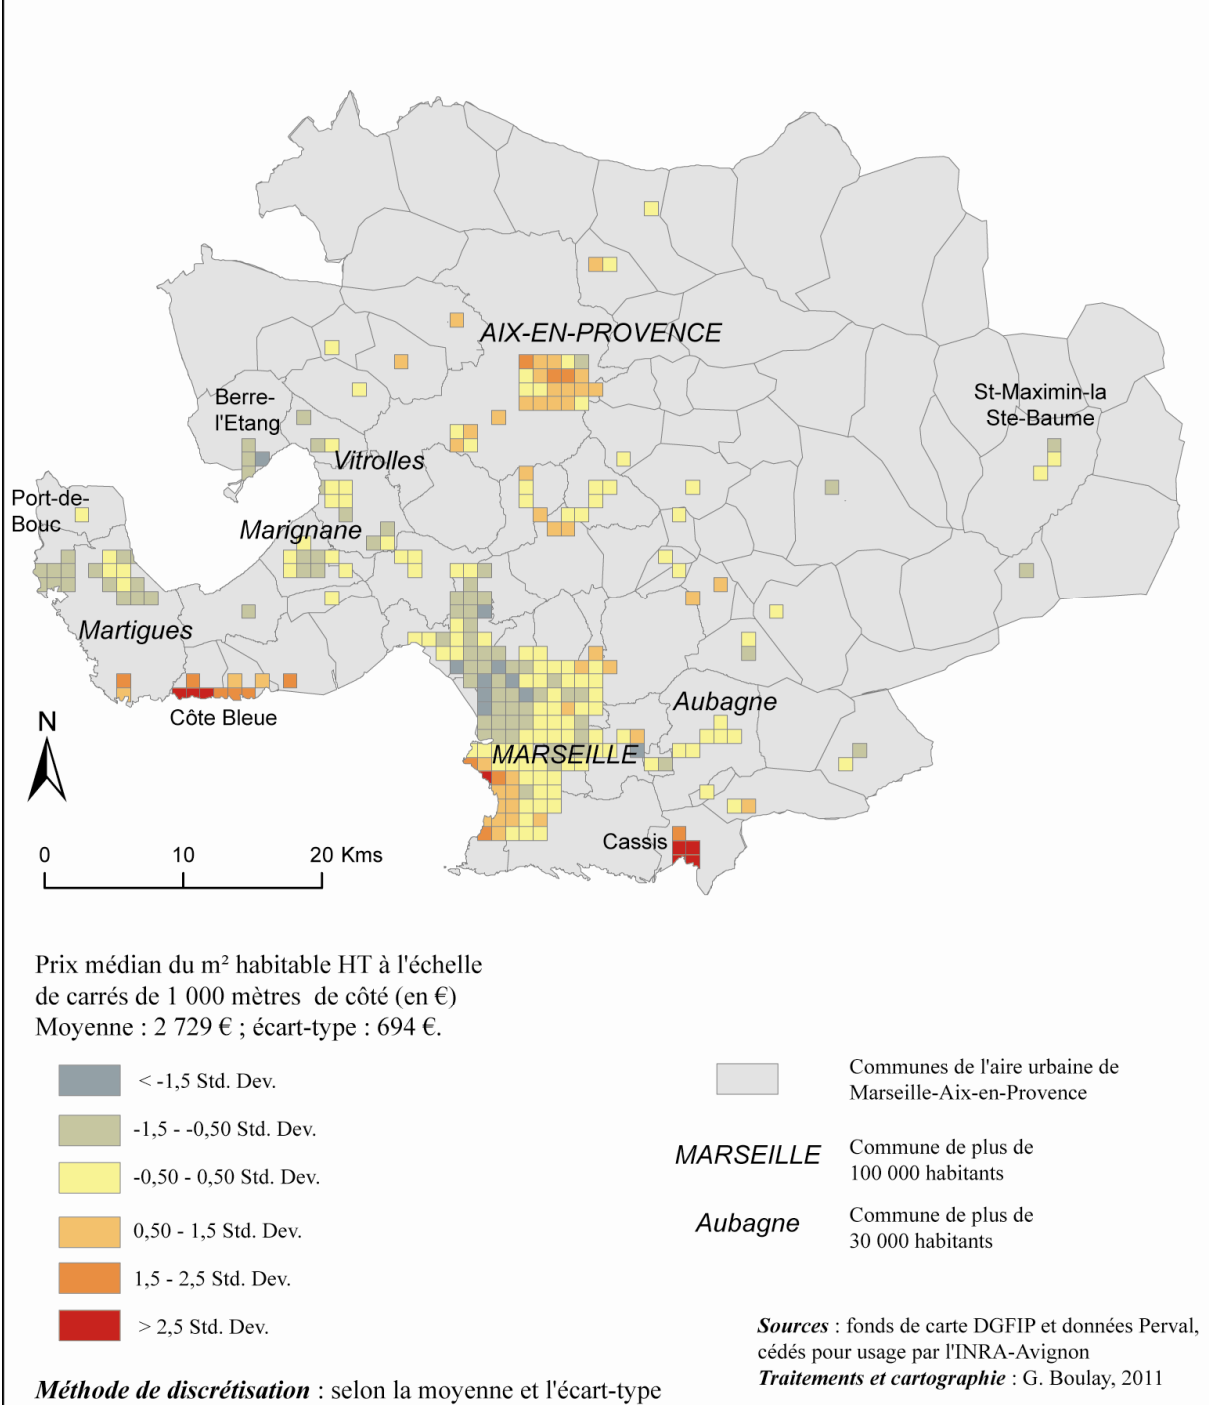 AIX-EN-PROVENCE
Berre-
l'Etang
St-Maximin-la
Ste-Baume
Vitrolles
Port-de-
Bouc
Marignane
Martigues
Aubagne
Côte Bleue
N
MARSEILLE
Cassis
0 10 20 Kms
Prix médian du m² habitable HT à l'échelle
de carrés de 1 000 mètres de côté (en €)
Moyenne : 2 729 € ; écart-type : 694 €.
< -1,5 Std. Dev.
-1,5 - -0,50 Std. Dev.
-0,50 - 0,50 Std. Dev.
0,50 - 1,5 Std. Dev.
1,5 - 2,5 Std. Dev.
> 2,5 Std. Dev.
Communes de l'aire urbaine de
Marseille-Aix-en-Provence
MARSEILLE
Commune de plus de
100 000 habitants
Aubagne
Commune de plus de
30 000 habitants
Sources : fonds de carte DGFIP et données Perval,
cédés pour usage par l'INRA-Avignon
Traitements et cartographie : G. Boulay, 2011
Méthode de discrétisation : selon la moyenne et l'écart-type